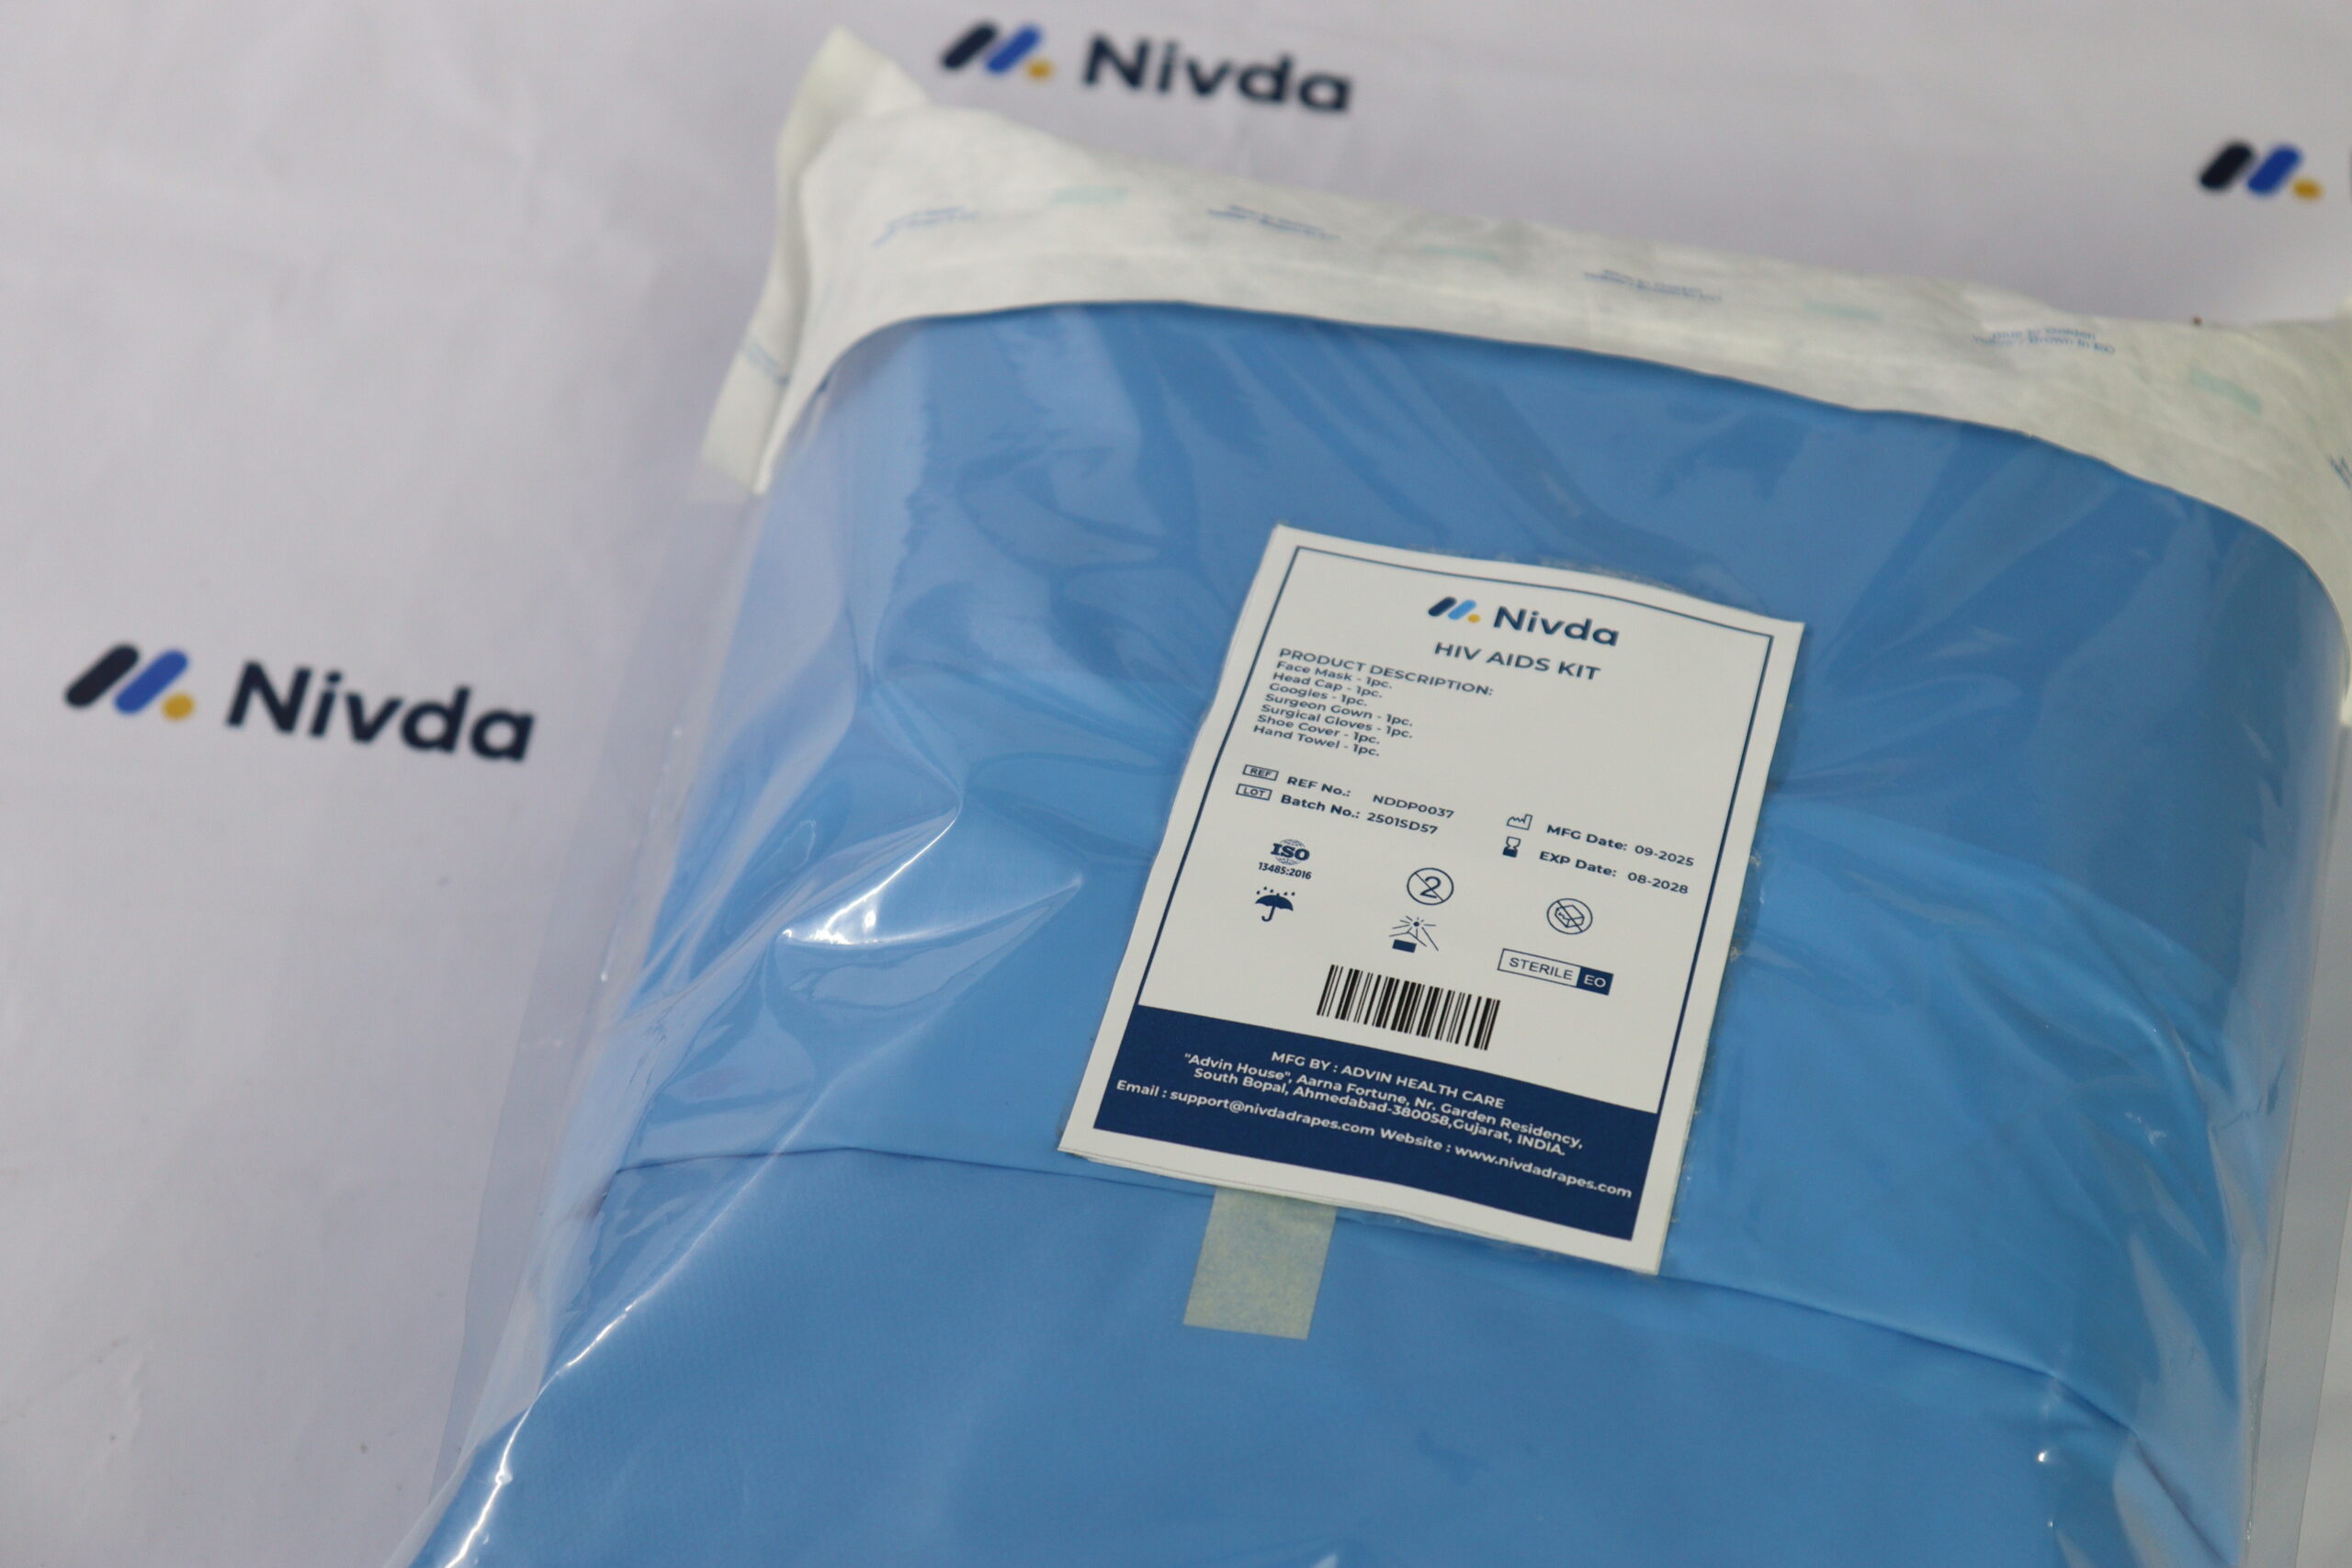 Nivda
Nivda
Nivda
HIV AIDS KIT
PRODUCT DESCRIPTION:
Face Mask - 1pc.
Head Cap - 1pc.
Googles - 1pc.
Surgeon Gown - 1pc.
Surgical Gloves - 1pc.
Shoe Cover - 1pc.
Hand Towel - 1pc.
REF REF No.: NDDP0037
LOT Batch No.: 2501SD57
MFG Date: 09-2025
EXP Date: 08-2028
ISO
13485:2016
2
STERILE EO
MFG BY : ADVIN HEALTH CARE
"Advin House", Aarna Fortune, Nr. Garden Residency,
South Bopal, Ahmedabad-380058,Gujarat, INDIA.
Email : support@nivdadrapes.com Website : www.nivdadrapes.com